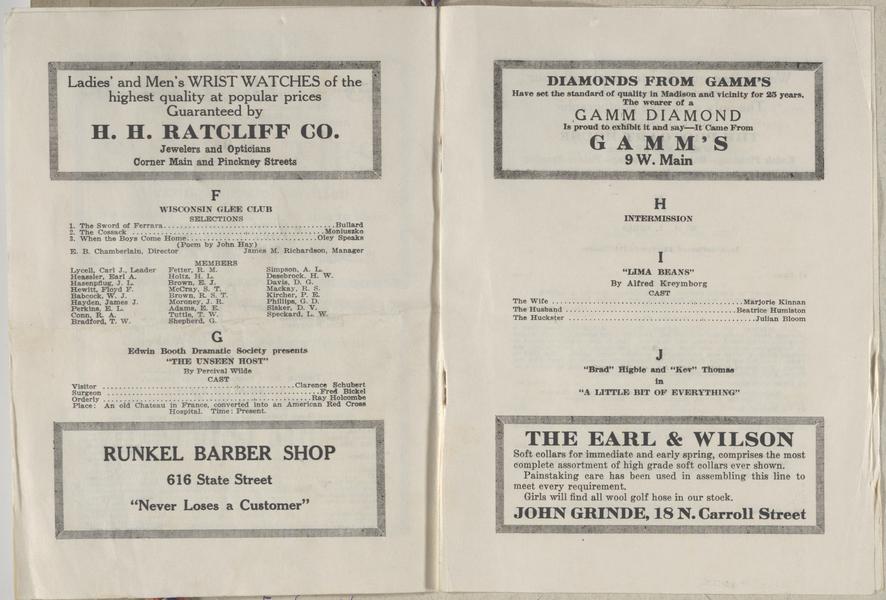 Ladies' and Men's WRIST WATCHES of the
highest quality at popular prices
Guaranteed by
H. H. RATCLIFF CO.
Jewelers and Opticians
Corner Main and Pinckney Streets
F
WISCONSIN GLEE CLUB
SELECTIONS
1. The Sword of Ferrara....Bullard
2. The Cossack ....Moniuszko
3. When the Boys Come Home....Oley Speaks
(Poem by John Hay)
E. B. Chamberlain, Director James M. Richardson, Manager
MEMBERS
Lycell, Carl J., Leader Fetter, R. M. Simpson, A. L.
Heassler, Earl A. Holtz, H. L. Desebrock, H. W.
Hasenpflug, J. L. Brown, E. J. Davis, D. G.
Hewitt, Floyd F. McCray, S. T. Mackay, R. S.
Babcock, W. J. Brown, R. S. T. Kircher, P. E.
Hayden, James J. Moroney, J. R. Phillips, G. D.
Perkins, E. L. Adams, E. E. Slaker, D. V.
Conn, R. A. Tuttle, T. W. Speckard, L. W.
Bradford, T. W. Shepherd, G.
G
Edwin Booth Dramatic Society presents
"THE UNSEEN HOST"
By Percival Wilde
CAST
Visitor ....Clarence Schubert
Surgeon ....Fred Bickel
Orderly ....Ray Holcombe
Place: An old Chateau in France, converted into an American Red Cross
Hospital. Time: Present.
RUNKEL BARBER SHOP
616 State Street
"Never Loses a Customer"
DIAMONDS FROM GAMM'S
Have set the standard of quality in Madison and vicinity for 25 years.
The wearer of a
GAMM DIAMOND
Is proud to exhibit it and say—It Came From
GAMM'S
9 W. Main
H
INTERMISSION
I
"LIMA BEANS"
By Alfred Kreymborg
CAST
The Wife ....Marjorie Kinnan
The Husband ....Beatrice Humiston
The Huckster ....Julian Bloom
J
"Brad" Higbie and "Kev" Thomas
in
"A LITTLE BIT OF EVERYTHING"
THE EARL & WILSON
Soft collars for immediate and early spring, comprises the most
complete assortment of high grade soft collars ever shown.
Painstaking care has been used in assembling this line to
meet every requirement.
Girls will find all wool golf hose in our stock.
JOHN GRINDE, 18 N. Carroll Street